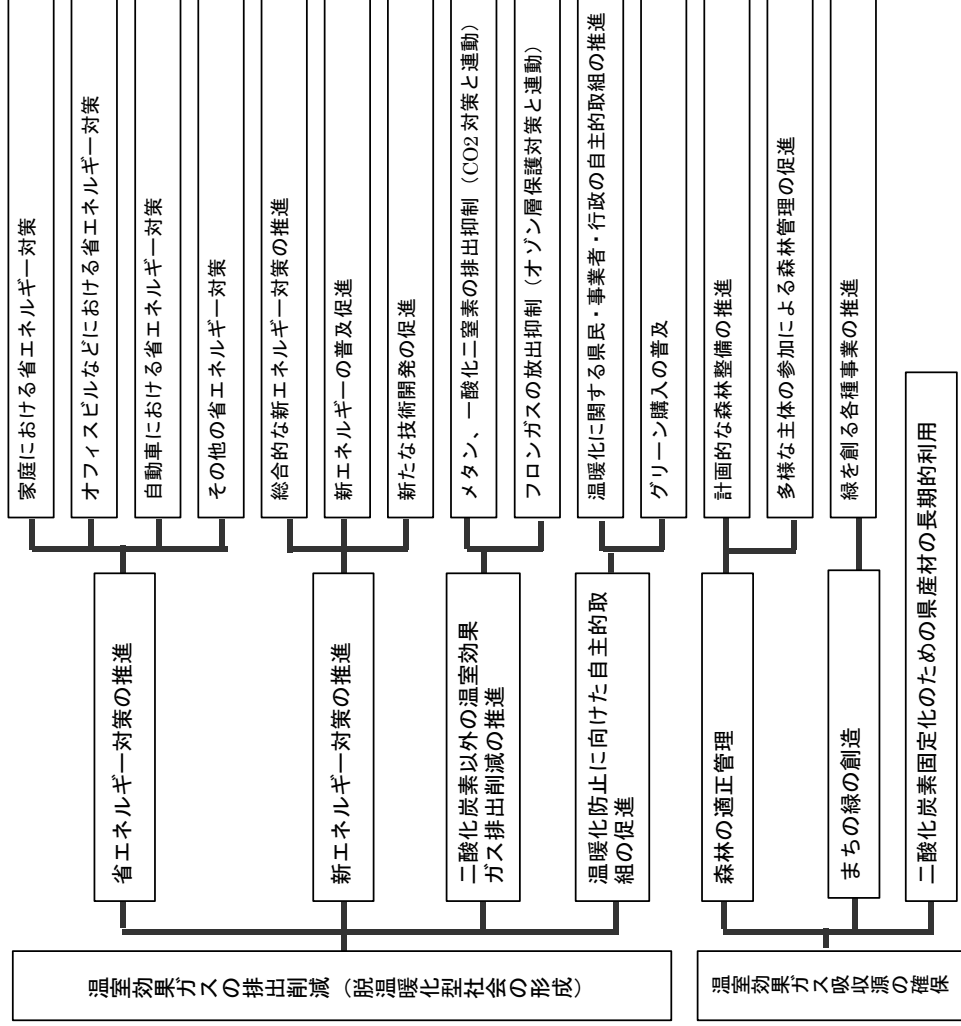 温室効果ガスの排出削減（脱温暖化型社会の形成）
省エネルギー対策の推進
家庭における省エネルギー対策
オフィスビルなどにおける省エネルギー対策
自動車における省エネルギー対策
その他の省エネルギー対策
新エネルギー対策の推進
総合的な新エネルギー対策の推進
新エネルギーの普及促進
新たな技術開発の促進
二酸化炭素以外の温室効果
ガス排出削減の推進
メタン、一酸化二窒素の排出抑制（CO2 対策と連動）
フロンガスの放出抑制（オゾン層保護対策と連動）
温暖化防止に向けた自主的取
組の促進
温暖化に関する県民・事業者・行政の自主的取組の推進
グリーン購入の普及
温室効果ガス吸収源の確保
森林の適正管理
計画的な森林整備の推進
多様な主体の参加による森林管理の促進
まちの緑の創造
緑を創る各種事業の推進
二酸化炭素固定化のための県産材の長期的利用